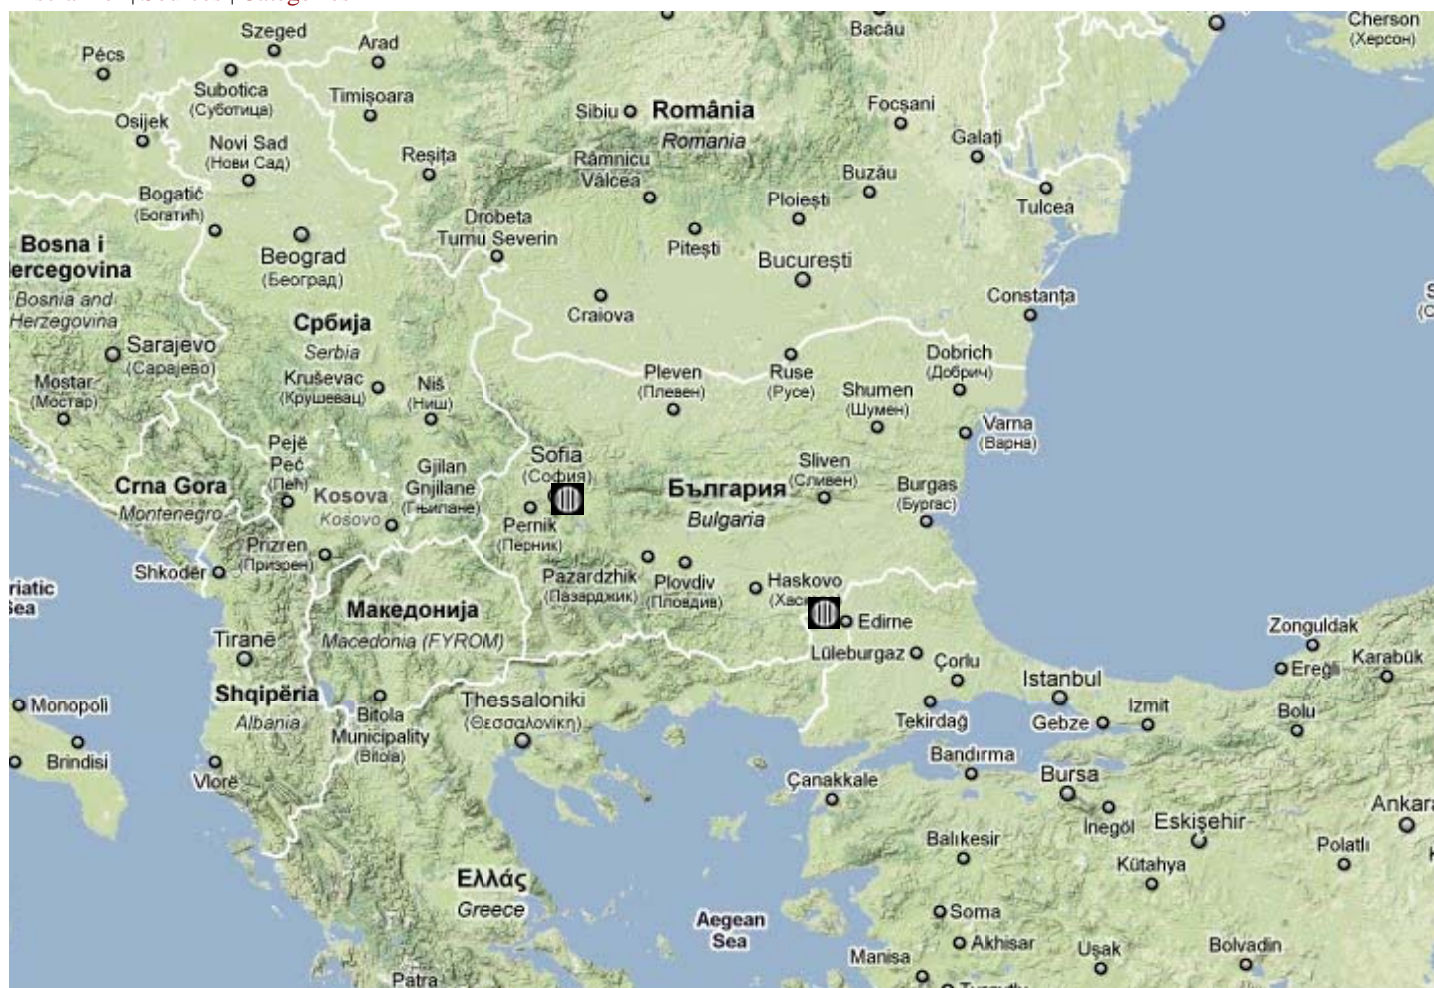 Szeged
Bacău
Cherson
(Херсон)
Pécs
Arad
Subotica
(Суботица)
Timişoara
Sibiu
România
Romania
Focşani
Osijek
Novi Sad
(Нови Сад)
Galaţi
Reşiţa
Râmnicu
Vâlcea
Buzău
Bogatić
(Богатић)
Ploieşti
Tulcea
Drobeta
Turnu Severin
Piteşti
Bosna i
ercegovina
Bosnia and
Herzegovina
Beograd
(Београд)
Bucureşti
Craiova
Constanţa
Србија
Serbia
Sarajevo
(Сарајево)
Mostar
(Мостар)
Kruševac
(Крушевац)
Niš
(Ниш)
Pleven
(Плевен)
Ruse
(Русе)
Dobrich
(Добрич)
Shumen
(Шумен)
Varna
(Варна)
Pejë
Peć
(Пећ)
Sofia
(София)
Sliven
(Сливен)
Gjilan
Gnjilane
(Гњилане)
Crna Gora
Montenegro
Kosova
Kosovo
България
Bulgaria
Burgas
(Бургас)
Pernik
(Перник)
Prizren
(Призрен)
Shkodër
Pazardzhik
(Пазарджик)
Plovdiv
(Пловдив)
Haskovo
(Хас
riatic
Sea
Македонија
Macedonia (FYROM)
Edirne
Lüleburgaz
Zonguldak
Ereğli
Karabük
Tiranë
Çorlu
Istanbul
Shqipëria
Albania
Thessaloniki
(Θεσσαλονίκη)
Monopoli
Bitola
Municipality
(Bitola)
Tekirdağ
Gebze
Izmit
Bolu
Brindisi
Vlorë
Bandırma
Çanakkale
Bursa
İnegöl
Eskişehir
Ankara
Balıkesir
Kütahya
Polatlı
Ελλάς
Greece
Aegean
Sea
Soma
Akhisar
Manisa
Uşak
Bolvadin
Patra